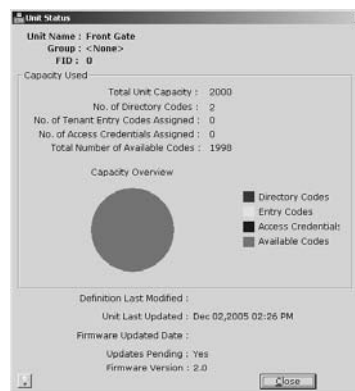 Unit Status
Unit Name : Front Gate
Group : <None>
FID : 0
Capacity Used
Total Unit Capacity : 2000
No. of Directory Codes : 2
No. of Tenant Entry Codes Assigned : 0
No. of Access Credentials Assigned : 0
Total Number of Available Codes : 1998
Capacity Overview
Directory Codes
Entry Codes
Access Credentials
Available Codes
Definition Last Modified :
Unit Last Updated : Dec 02,2005 02:26 PM
Firmware Updated Date :
Updates Pending : Yes
Firmware Version : 2.0
Close